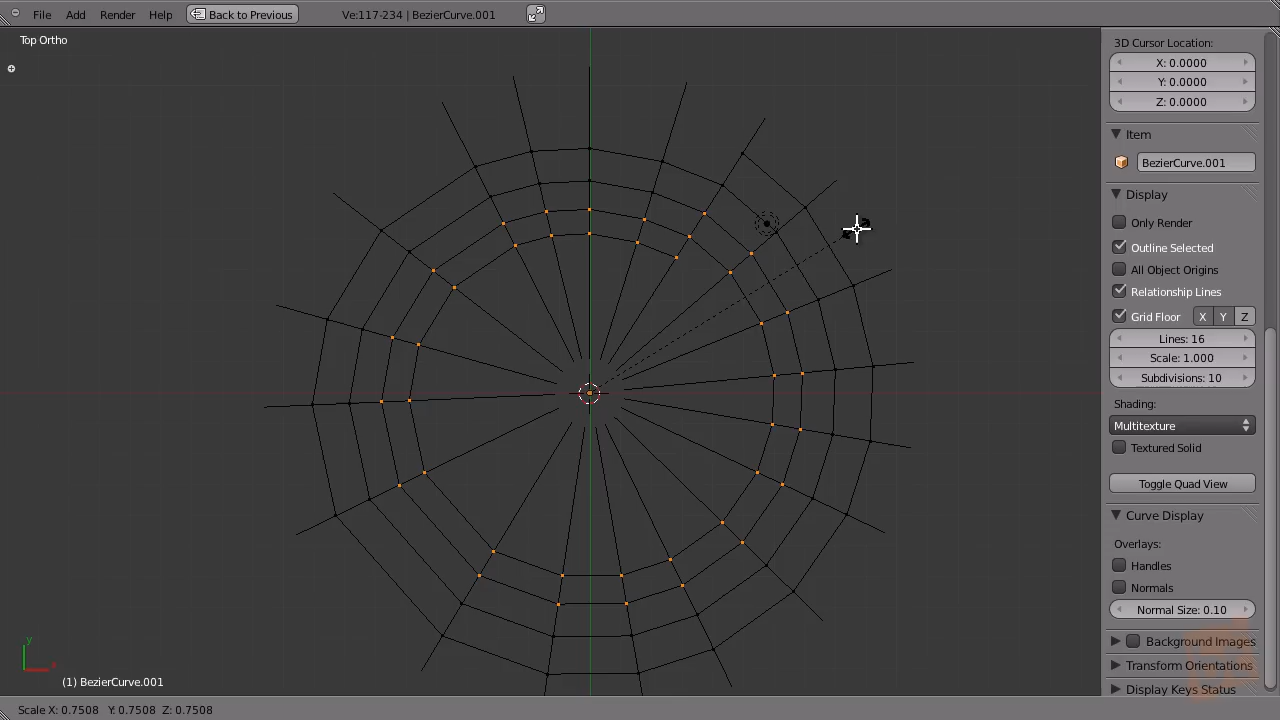 File Add Render Help Back to Previous Ve:117-234 | BezierCurve.001
Top Ortho
3D Cursor Location:
X: 0.0000
Y: 0.0000
Z: 0.0000
Item
BezierCurve.001
Display
Only Render
Outline Selected
All Object Origins
Relationship Lines
Grid Floor X Y Z
Lines: 16
Scale: 1.000
Subdivisions: 10
Shading:
Multitexture
Textured Solid
Toggle Quad View
Curve Display
Overlays:
Handles
Normals
Normal Size: 0.10
Background Images
Transform Orientations
Display Keys Status
y
x
(1) BezierCurve.001
Scale X: 0.7508 Y: 0.7508 Z: 0.7508